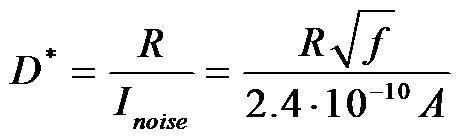 D* = R / I_noise = R√f / 2.4·10⁻¹⁰ A